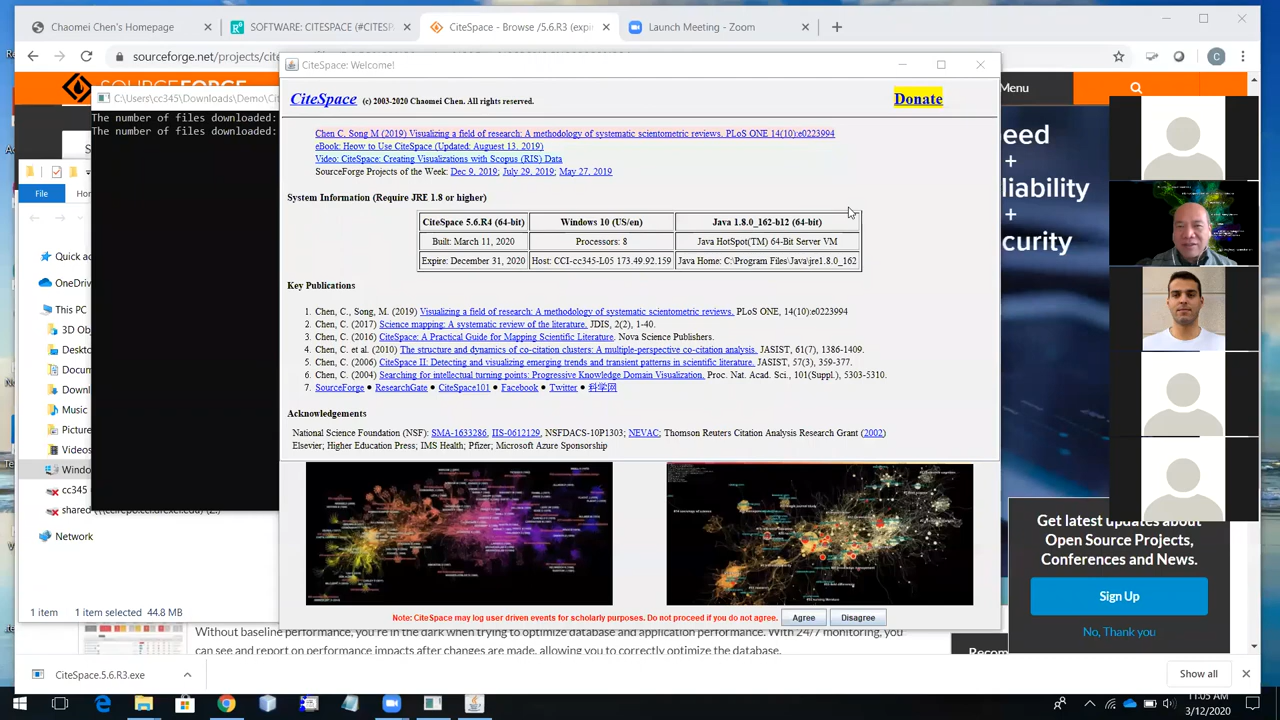 Chaomei Chen's Homepage
SOFTWARE: CITESPACE (#CITESP
CiteSpace - Browse /5.6.R3 (expi
Launch Meeting - Zoom
sourceforge.net/projects/cite
CiteSpace: Welcome!
Menu
C:\Users\cc345\Downloads\Demo\Cit
The number of files downloaded:
The number of files downloaded:
CiteSpace (c) 2003-2020 Chaomei Chen. All rights reserved.
Donate
Chen C. Song M (2019) Visualizing a field of research: A methodology of systematic scientometric reviews. PLoS ONE 14(10):e0223994
eBook: Heow to Use CiteSpace (Updated: August 13, 2019)
Video: CiteSpace: Creating Visualizations with Scopus (RIS) Data
SourceForge Projects of the Week: Dec 9, 2019; July 29, 2019; May 27, 2019
System Information (Require JRE 1.8 or higher)
CiteSpace 5.6.R4 (64-bit) Windows 10 (US/en) Java 1.8.0_162-b12 (64-bit)
Built: March 11, 2020 Processors: 8 Java HotSpot(TM) 64-Bit Server VM
Expire: December 31, 2020 Host: CCI-cc345-L05 173.49.92.159 Java Home: C:\Program Files\Java\jre1.8.0_162
Key Publications
1. Chen, C., Song, M. (2019) Visualizing a field of research: A methodology of systematic scientometric reviews. PLoS ONE, 14(10):e0223994
2. Chen, C. (2017) Science mapping: A systematic review of the literature. JDIS, 2(2), 1-40.
3. Chen, C. (2016) CiteSpace: A Practical Guide for Mapping Scientific Literature. Nova Science Publishers.
4. Chen, C. et al. (2010) The structure and dynamics of co-citation clusters: A multiple-perspective co-citation analysis. JASIST, 61(7), 1386-1409.
5. Chen, C. (2006) CiteSpace II: Detecting and visualizing emerging trends and transient patterns in scientific literature. JASIST, 57(3), 359-377.
6. Chen, C. (2004) Searching for intellectual turning points: Progressive Knowledge Domain Visualization. Proc. Nat. Acad. Sci., 101(Suppl.), 5303-5310.
7. SourceForge • ResearchGate • CiteSpace101 • Facebook • Twitter • 科学网
Acknowledgements
National Science Foundation (NSF): SMA-1633286, IIS-0612129, NSFDACS-10P1303; NEVAC; Thomson Reuters Citation Analysis Research Grant (2002)
Elsevier; Higher Education Press; IMS Health; Pfizer; Microsoft Azure Sponsorship
Note: CiteSpace may log user driven events for scholarly purposes. Do not proceed if you do not agree.
Agree
Disagree
File
Hom
Quick ac
OneDriv
This PC
3D Obj
Desktc
Docum
Downl
Music
Picture
Videos
Windo
cc345
shared
Network
1 item
1 item selected 44.8 MB
eed
+
liability
+
curity
Get latest updates about
Open Source Projects,
Conferences and News.
Sign Up
No, Thank you
Recom
Without baseline performance, you're in the dark when trying to optimize database and application performance. With 24/7 monitoring, you
can see and report on performance impacts after changes are made, allowing you to correctly optimize the database.
CiteSpace.5.6.R3.exe
Show all
11:05 AM
3/12/2020